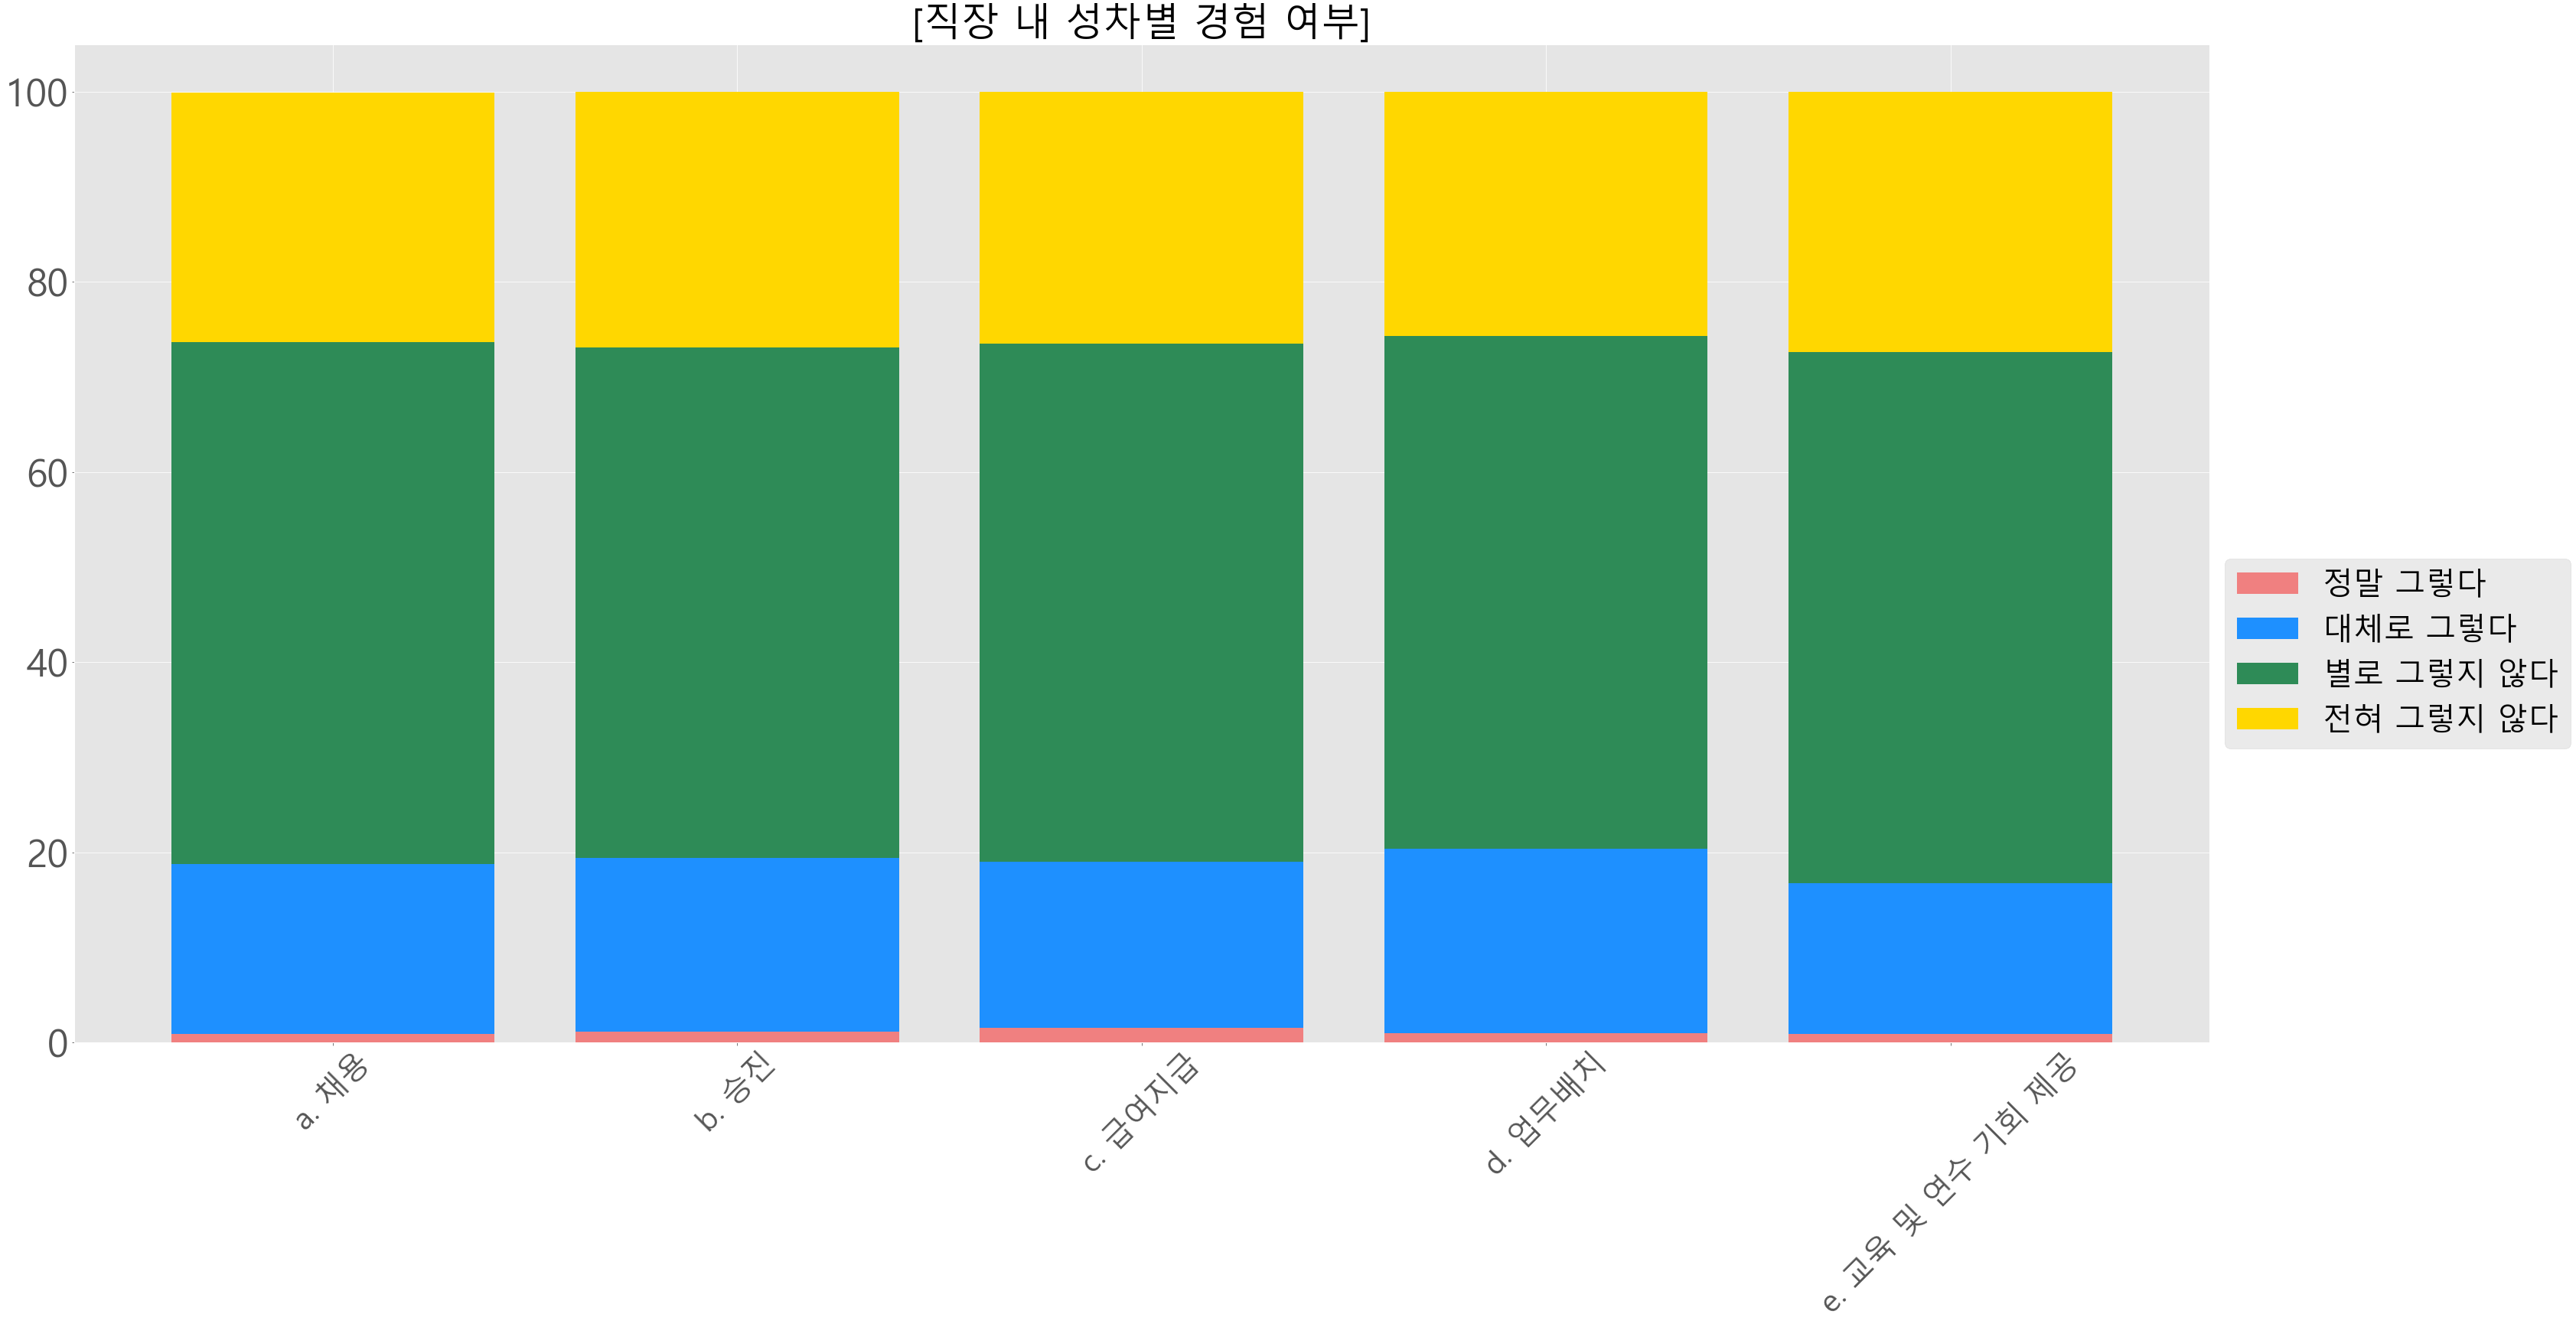 [직장 내 성차별 경험 여부]
100
80
60
40
20
0
a. 채용
b. 승진
c. 급여지급
d. 업무배치
e. 교육 및 연수 기회 제공
정말 그렇다
대체로 그렇다
별로 그렇지 않다
전혀 그렇지 않다